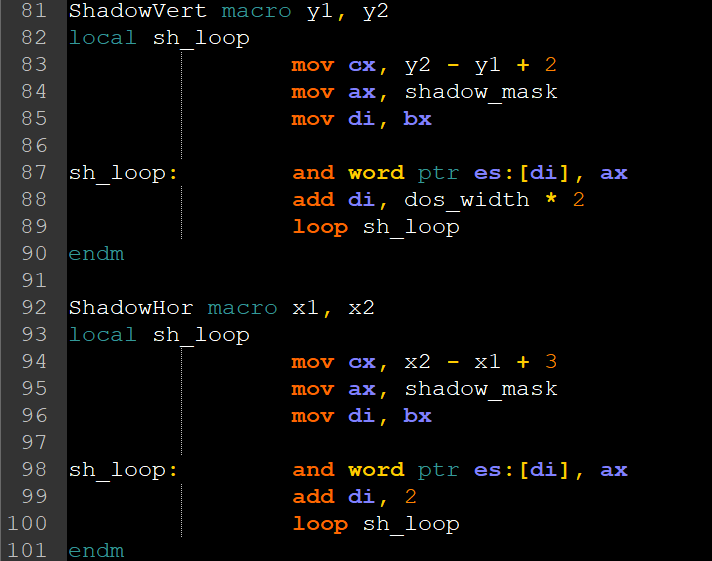 81 ShadowVert macro y1, y2
82 local sh_loop
83 mov cx, y2 - y1 + 2
84 mov ax, shadow_mask
85 mov di, bx
86
87 sh_loop: and word ptr es:[di], ax
88 add di, dos_width * 2
89 loop sh_loop
90 endm
91
92 ShadowHor macro x1, x2
93 local sh_loop
94 mov cx, x2 - x1 + 3
95 mov ax, shadow_mask
96 mov di, bx
97
98 sh_loop: and word ptr es:[di], ax
99 add di, 2
100 loop sh_loop
101 endm